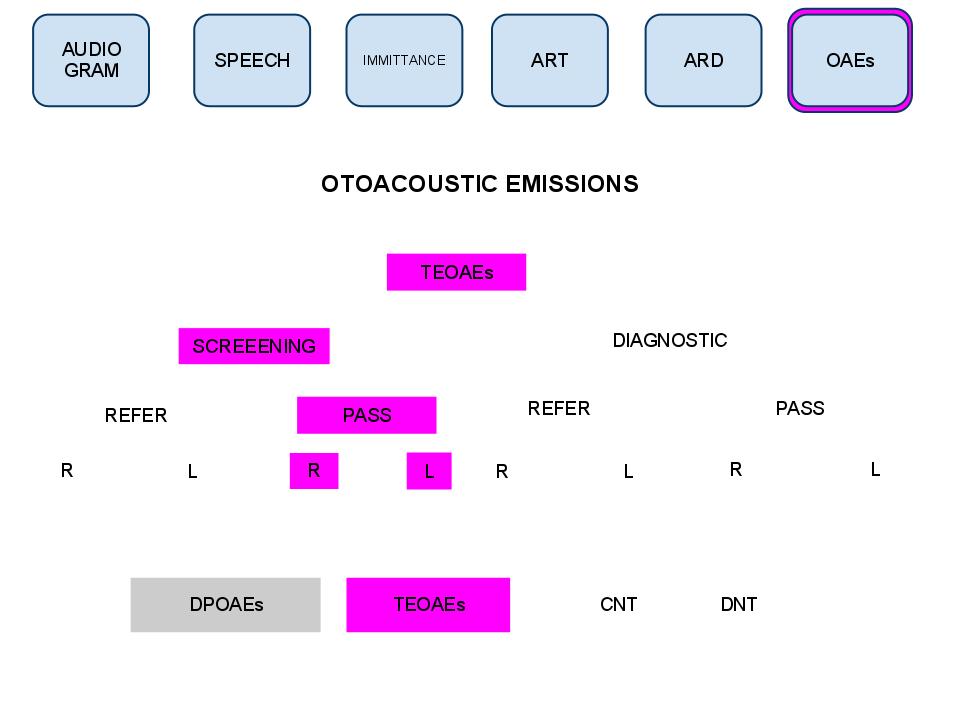 AUDIO
GRAM
SPEECH
IMMITTANCE
ART
ARD
OAEs
OTOACOUSTIC EMISSIONS
TEOAEs
SCREEENING
DIAGNOSTIC
REFER
PASS
REFER
PASS
R
L
R
L
R
L
R
L
DPOAEs
TEOAEs
CNT
DNT